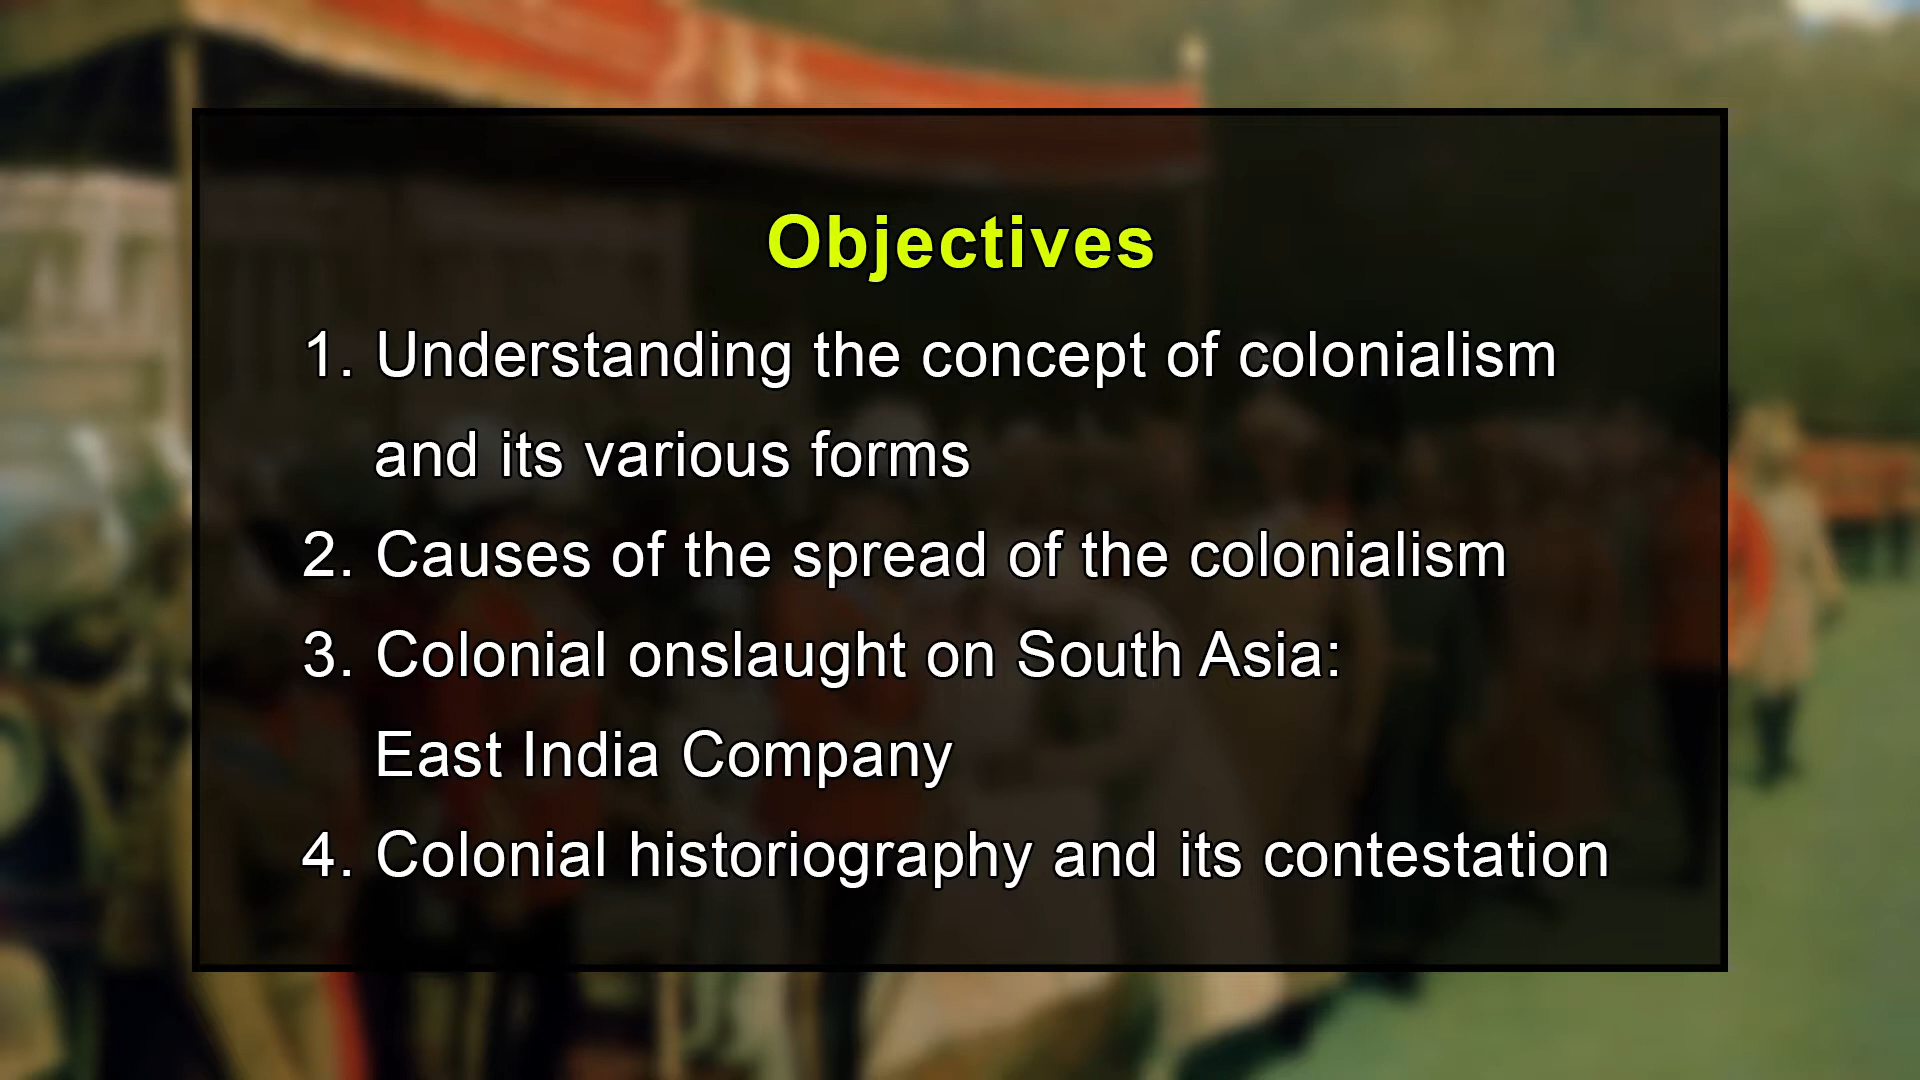 Objectives
1. Understanding the concept of colonialism
and its various forms
2. Causes of the spread of the colonialism
3. Colonial onslaught on South Asia:
East India Company
4. Colonial historiography and its contestation